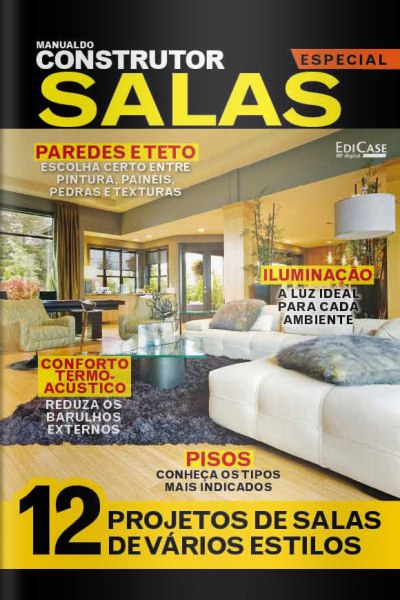 MANUAL DO
CONSTRUTOR
ESPECIAL
SALAS
PAREDES E TETO
ESCOLHA CERTO ENTRE
PINTURA, PAINÉIS,
PEDRAS E TEXTURAS
EDICASE
digital
ILUMINAÇÃO
A LUZ IDEAL
PARA CADA
AMBIENTE
CONFORTO
TERMO-
ACÚSTICO
REDUZA OS
BARULHOS
EXTERNOS
PISOS
CONHEÇA OS TIPOS
MAIS INDICADOS
12 PROJETOS DE SALAS
DE VÁRIOS ESTILOS